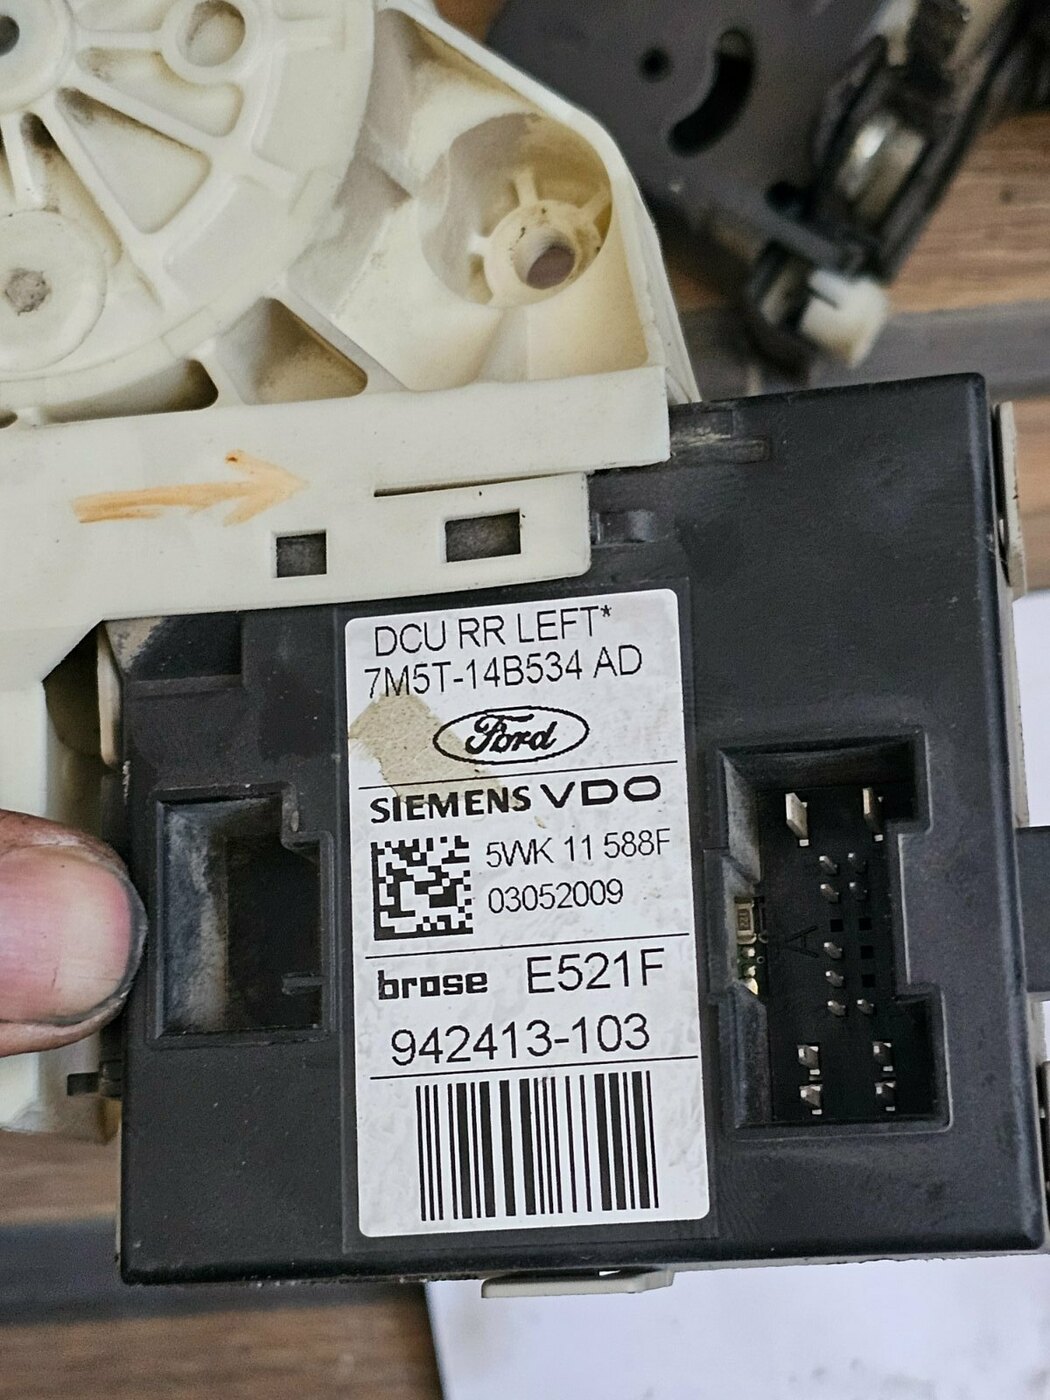 DCU RR LEFT*
7M5T-14B534 AD
Ford
SIEMENS VDO
5WK 11 588F
03052009
brose E521F
942413-103
A